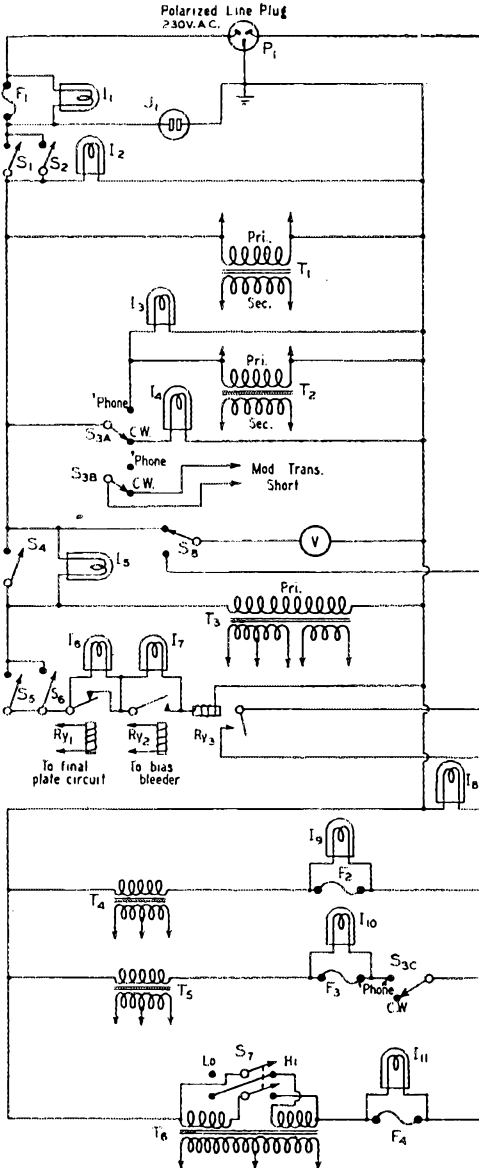 Polarized Line Plug
230V. A.C.
P1
F1
I1
J1
S1
S2
I2
Pri.
T1
Sec.
I3
Pri.
T2
Sec.
'Phone
I4
S3A
C.W.
'Phone
S3B
C.W.
Mod Trans.
Short
S4
I5
S8
V
Pri.
T3
I6
I7
S5
S6
Ry1
Ry2
Ry3
To final
plate circuit
To bias
bleeder
I8
I9
F2
T4
I10
F3
'Phone
S3C
C.W
T5
Lo
S7
Hi
I11
T6
F4